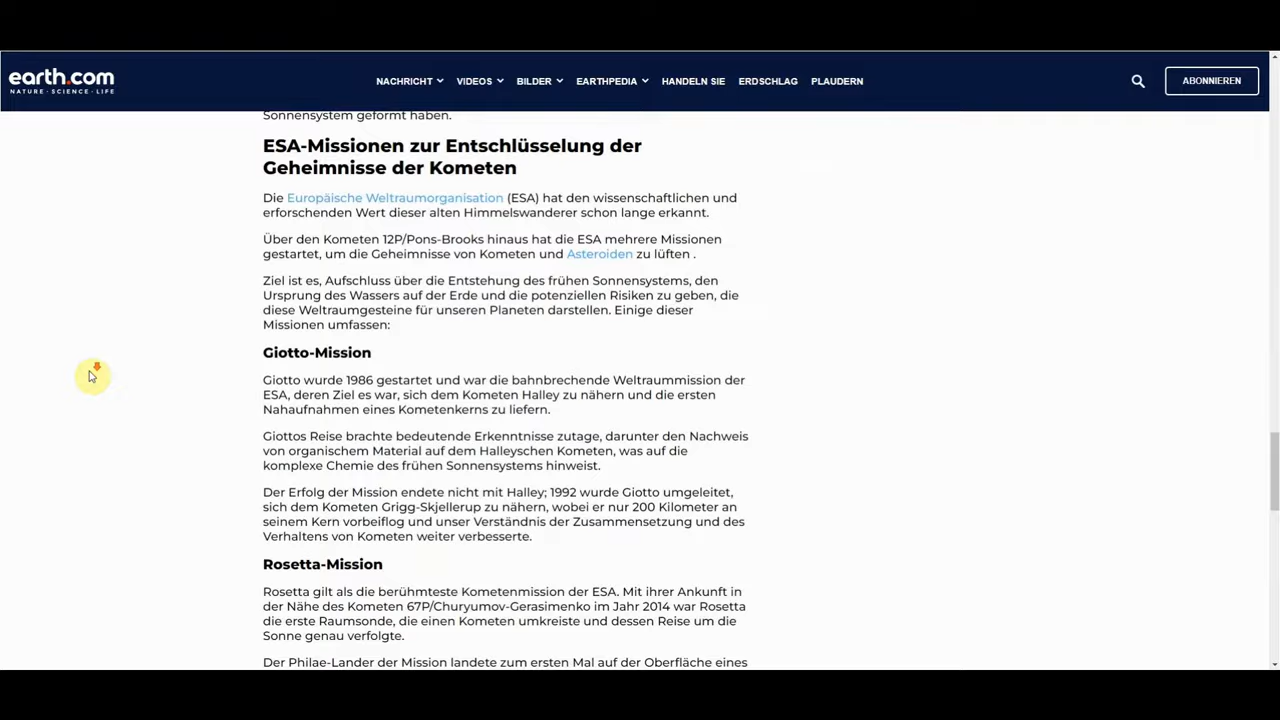 earth.com
NATURE · SCIENCE · LIFE
NACHRICHT
VIDEOS
BILDER
EARTHPEDIA
HANDELN SIE
ERDSCHLAG
PLAUDERN
ABONNIEREN
Sonnensystem geformt haben.
ESA-Missionen zur Entschlüsselung der
Geheimnisse der Kometen
Die Europäische Weltraumorganisation (ESA) hat den wissenschaftlichen und
erforschenden Wert dieser alten Himmelswanderer schon lange erkannt.
Über den Kometen 12P/Pons-Brooks hinaus hat die ESA mehrere Missionen
gestartet, um die Geheimnisse von Kometen und Asteroiden zu lüften .
Ziel ist es, Aufschluss über die Entstehung des frühen Sonnensystems, den
Ursprung des Wassers auf der Erde und die potenziellen Risiken zu geben, die
diese Weltraumgesteine für unseren Planeten darstellen. Einige dieser
Missionen umfassen:
Giotto-Mission
Giotto wurde 1986 gestartet und war die bahnbrechende Weltraummission der
ESA, deren Ziel es war, sich dem Kometen Halley zu nähern und die ersten
Nahaufnahmen eines Kometenkerns zu liefern.
Giottos Reise brachte bedeutende Erkenntnisse zutage, darunter den Nachweis
von organischem Material auf dem Halleyschen Kometen, was auf die
komplexe Chemie des frühen Sonnensystems hinweist.
Der Erfolg der Mission endete nicht mit Halley; 1992 wurde Giotto umgeleitet,
sich dem Kometen Grigg-Skjellerup zu nähern, wobei er nur 200 Kilometer an
seinem Kern vorbeiflog und unser Verständnis der Zusammensetzung und des
Verhaltens von Kometen weiter verbesserte.
Rosetta-Mission
Rosetta gilt als die berühmteste Kometenmission der ESA. Mit ihrer Ankunft in
der Nähe des Kometen 67P/Churyumov-Gerasimenko im Jahr 2014 war Rosetta
die erste Raumsonde, die einen Kometen umkreiste und dessen Reise um die
Sonne genau verfolgte.
Der Philae-Lander der Mission landete zum ersten Mal auf der Oberfläche eines